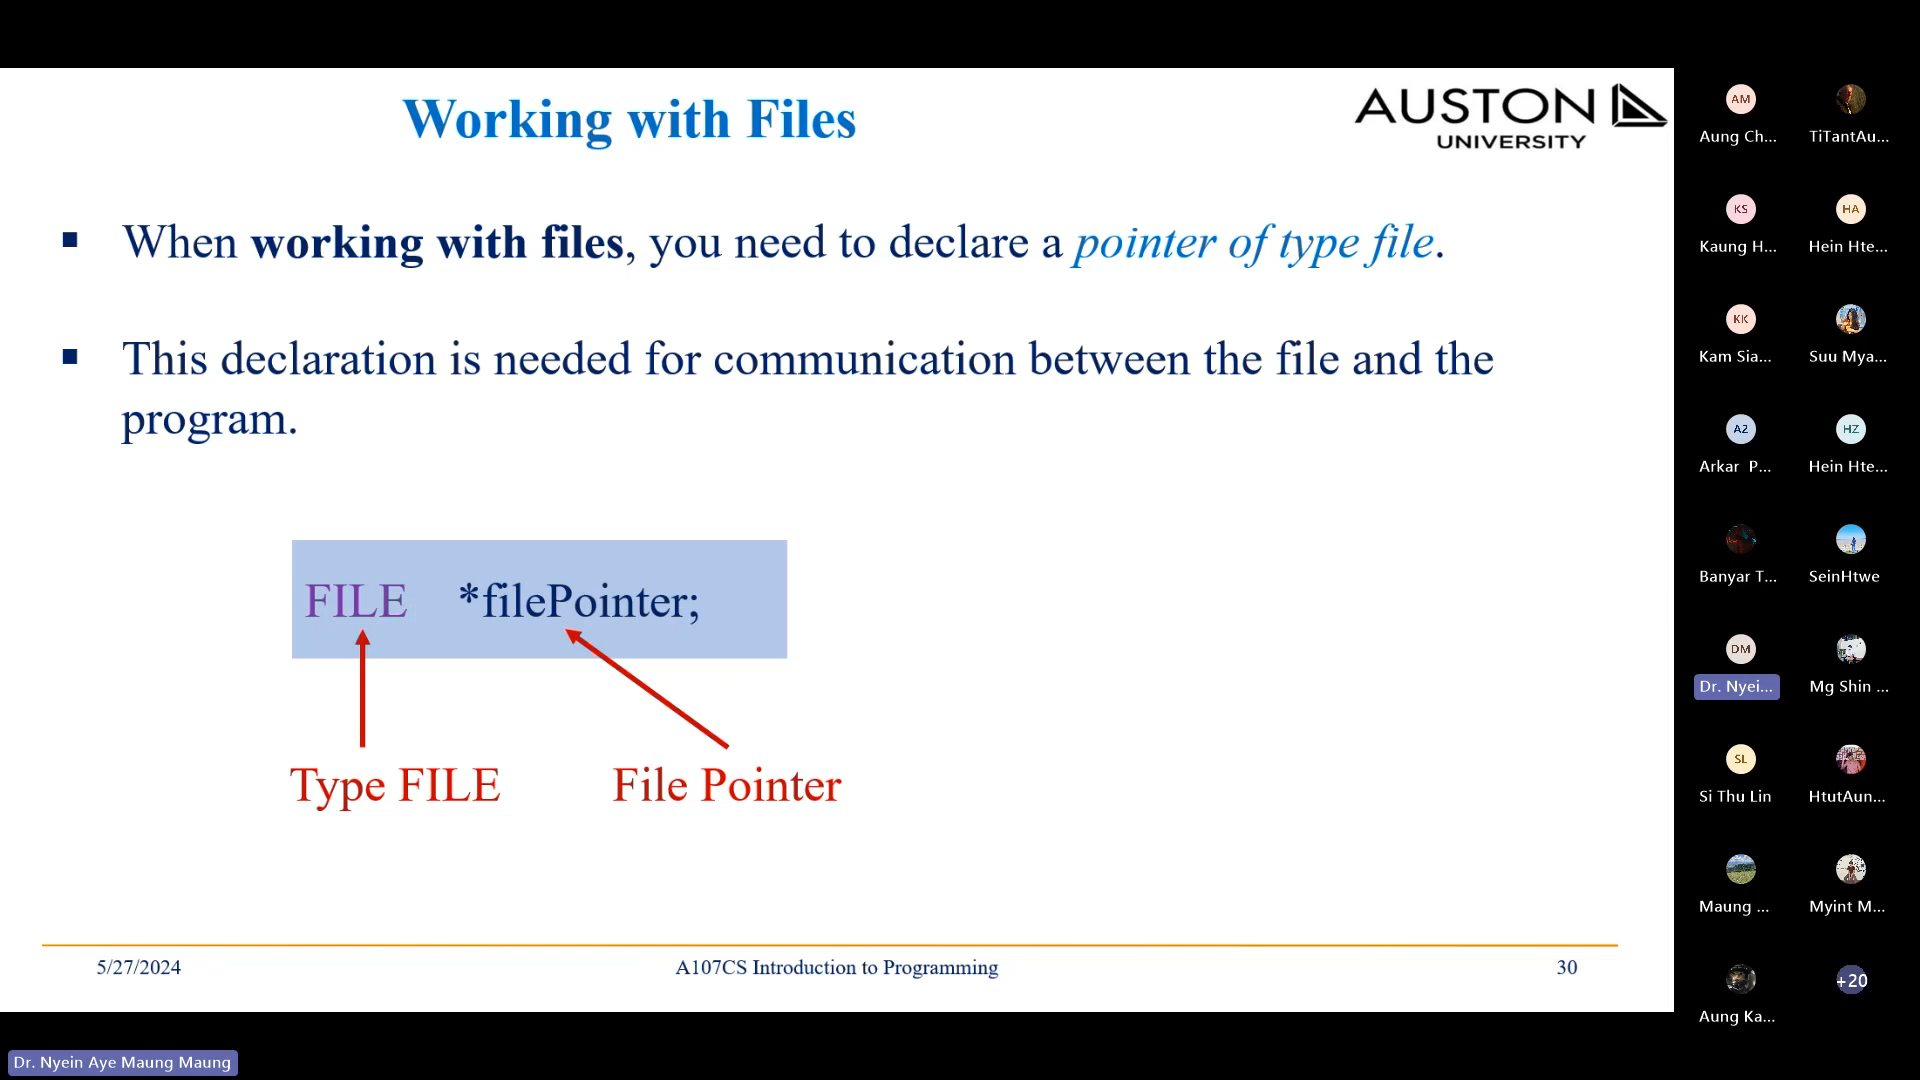 Working with Files
AUSTON
UNIVERSITY
▪ When working with files, you need to declare a pointer of type file.
▪ This declaration is needed for communication between the file and the
program.
FILE *filePointer;
Type FILE File Pointer
5/27/2024 A107CS Introduction to Programming 30
AM
Aung Ch...
TiTantAu...
KS
Kaung H...
HA
Hein Hte...
KK
Kam Sia...
Suu Mya...
A2
Arkar P...
HZ
Hein Hte...
Banyar T...
SeinHtwe
DM
Dr. Nyei...
Mg Shin ...
SL
Si Thu Lin
HtutAun...
Maung ...
Myint M...
Aung Ka...
+20
Dr. Nyein Aye Maung Maung